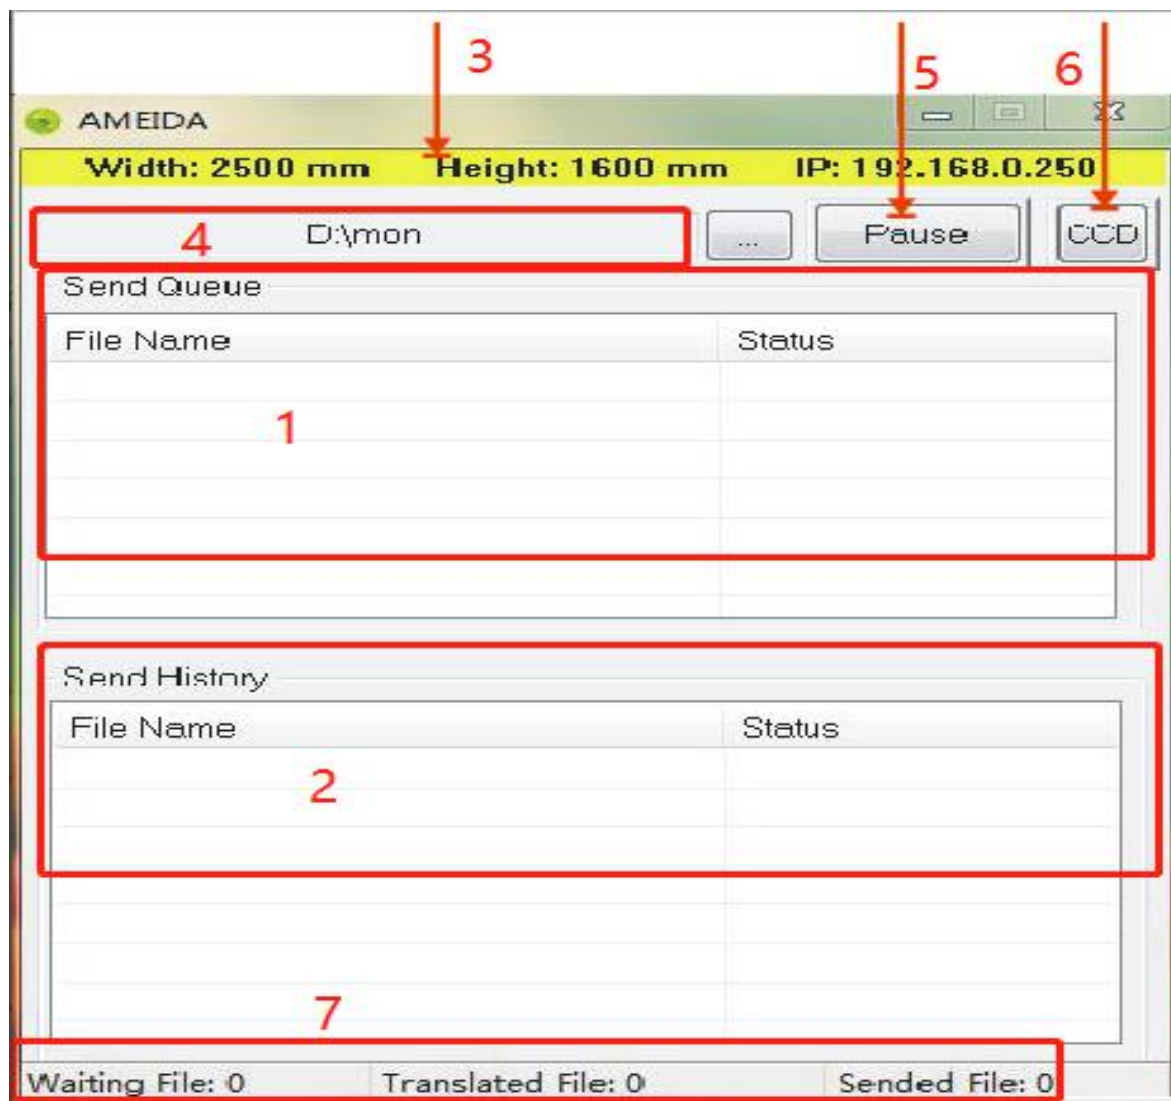 3
5
6
AMEIDA
Width: 2500 mm Height: 1600 mm IP: 192.168.0.250
4 D:\mon ... Pause CCD
Send Queue
File Name Status
1
Send History
File Name Status
2
7
Waiting File: 0 Translated File: 0 Sended File: 0